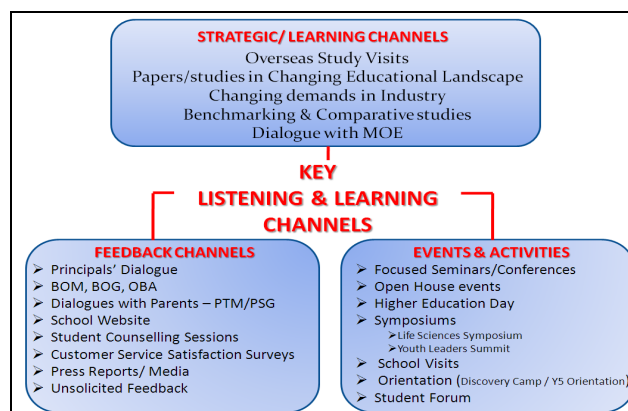 STRATEGIC/ LEARNING CHANNELS
Overseas Study Visits
Papers/studies in Changing Educational Landscape
Changing demands in Industry
Benchmarking & Comparative studies
Dialogue with MOE
KEY
LISTENING & LEARNING
CHANNELS
FEEDBACK CHANNELS
➢ Principals' Dialogue
➢ BOM, BOG, OBA
➢ Dialogues with Parents – PTM/PSG
➢ School Website
➢ Student Counselling Sessions
➢ Customer Service Satisfaction Surveys
➢ Press Reports/ Media
➢ Unsolicited Feedback
EVENTS & ACTIVITIES
➢ Focused Seminars/Conferences
➢ Open House events
➢ Higher Education Day
➢ Symposiums
➢ Life Sciences Symposium
➢ Youth Leaders Summit
➢ School Visits
➢ Orientation (Discovery Camp / Y5 Orientation)
➢ Student Forum